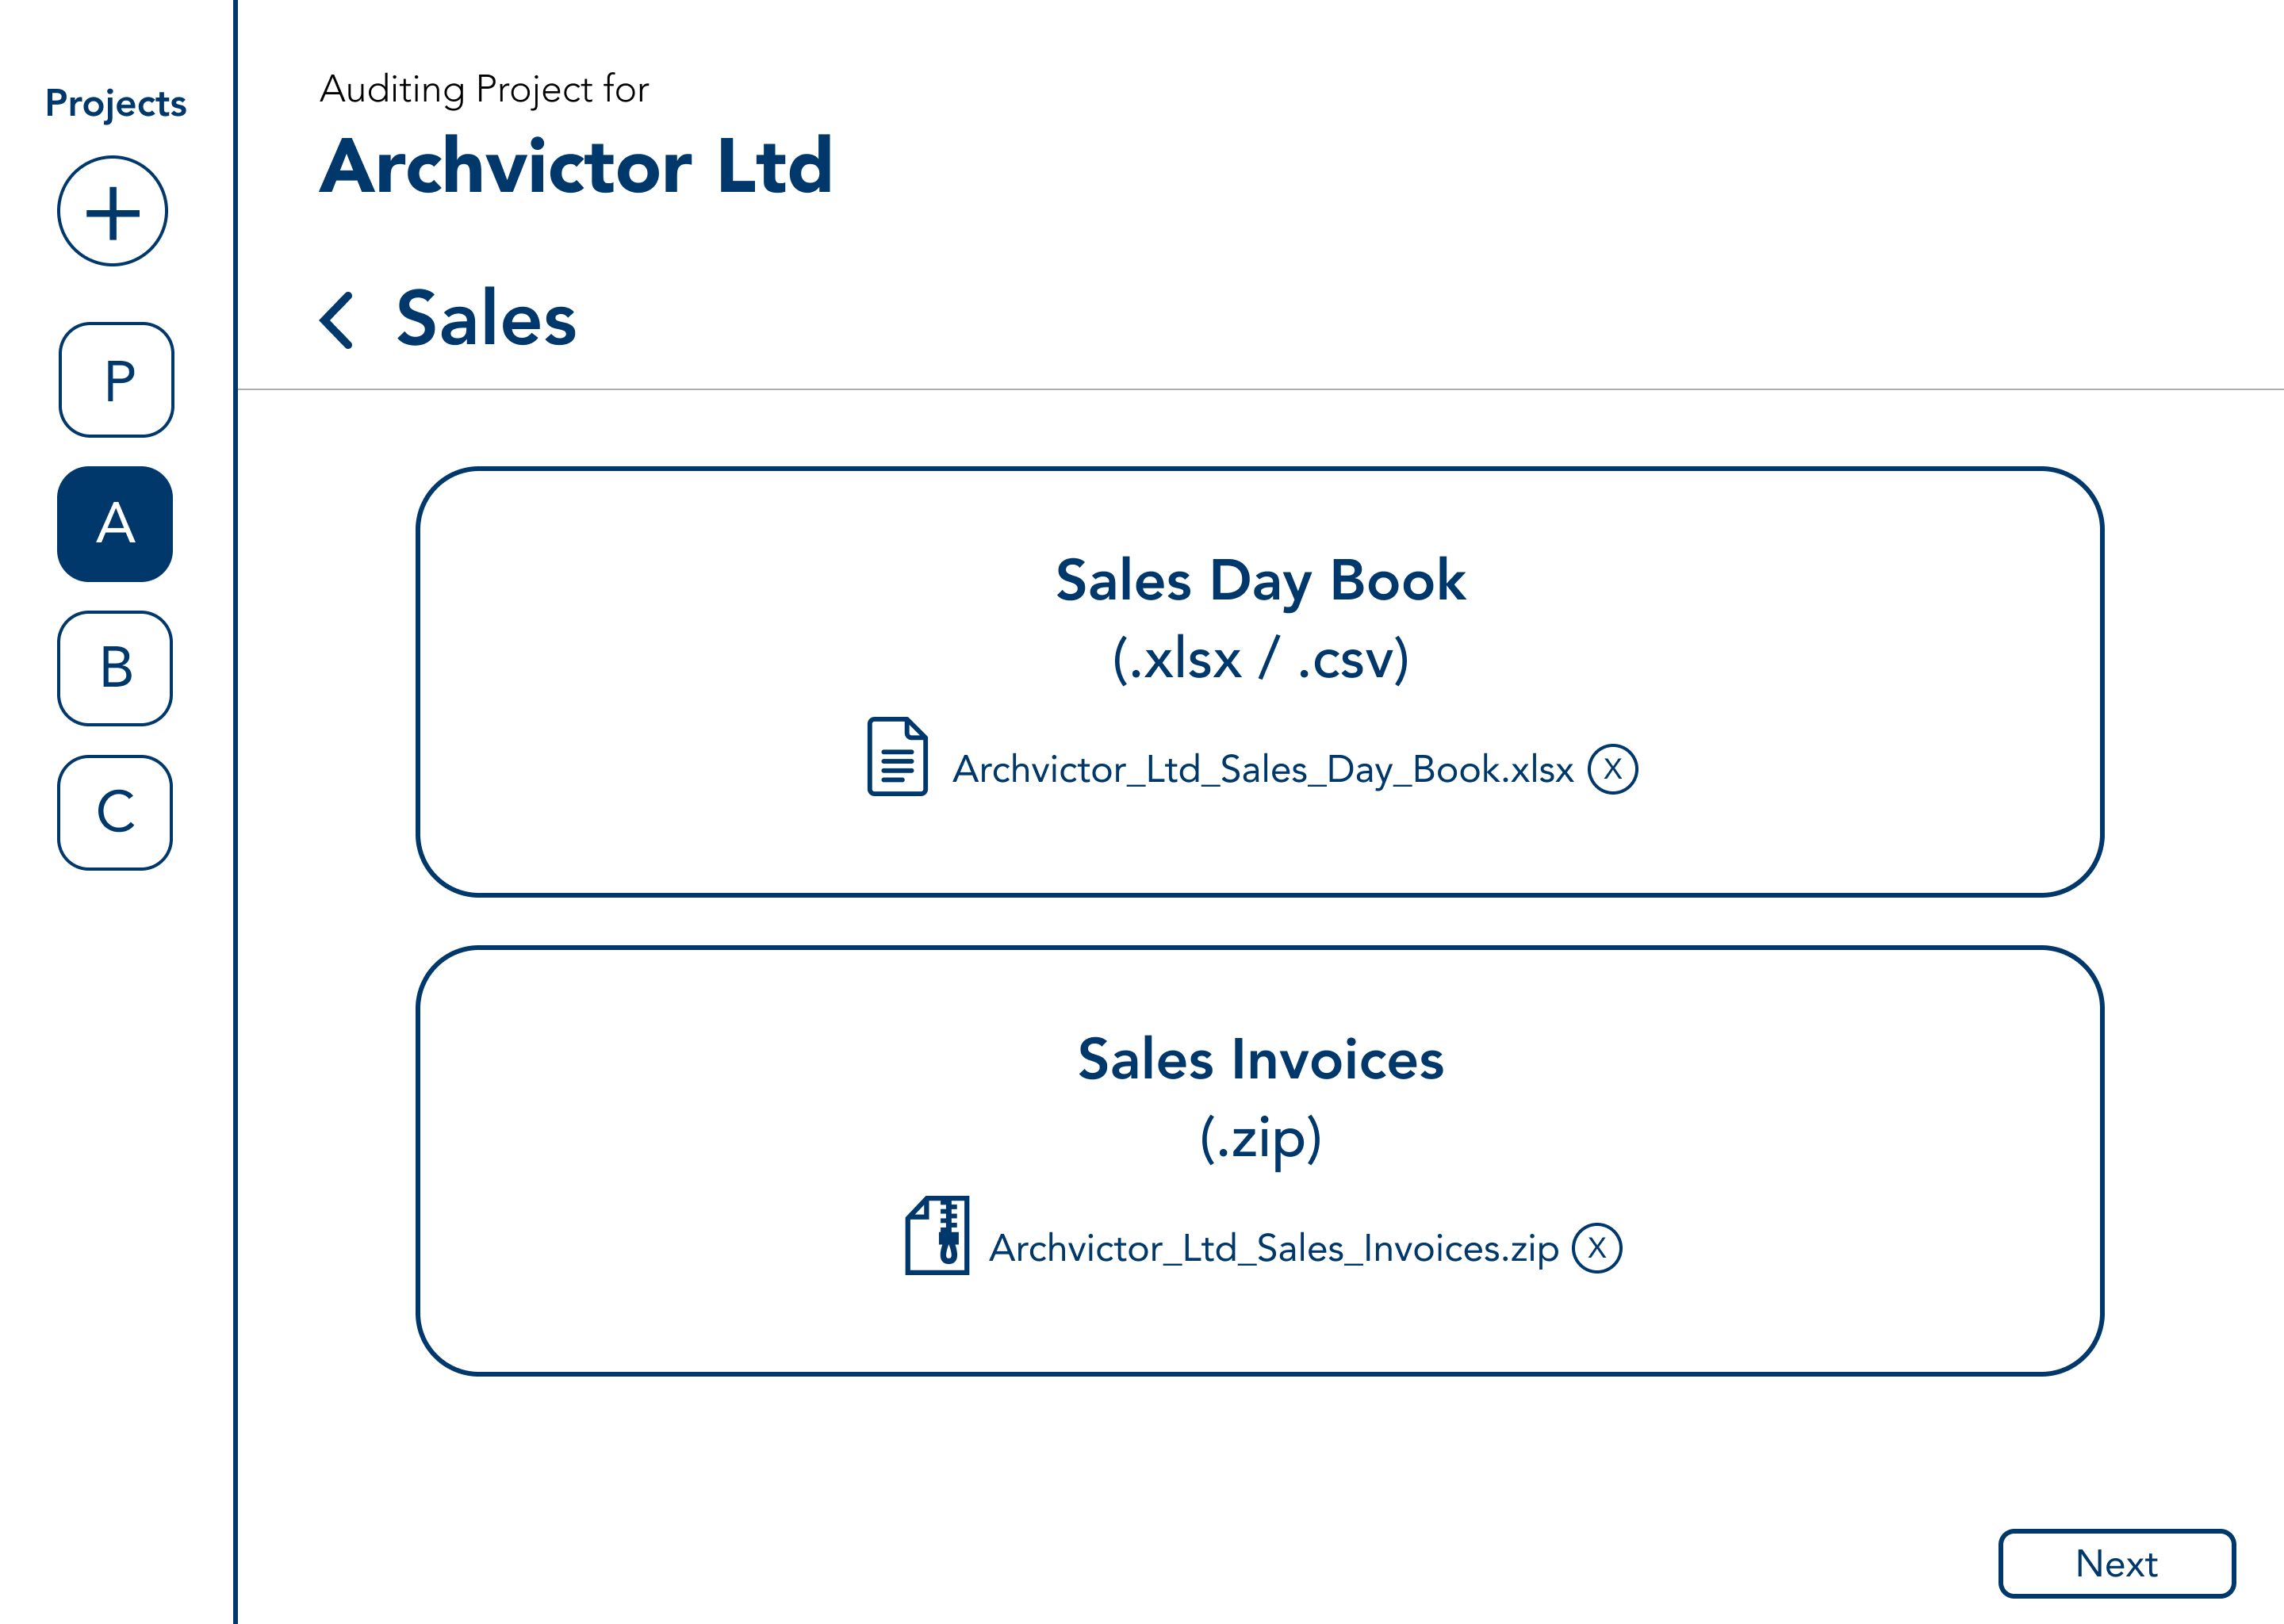 Projects
+
P
A
B
C
Auditing Project for
Archvictor Ltd
Sales
Sales Day Book
(.xlsx / .csv)
Archvictor_Ltd_Sales_Day_Book.xlsx X
Sales Invoices
(.zip)
Archvictor_Ltd_Sales_Invoices.zip X
Next